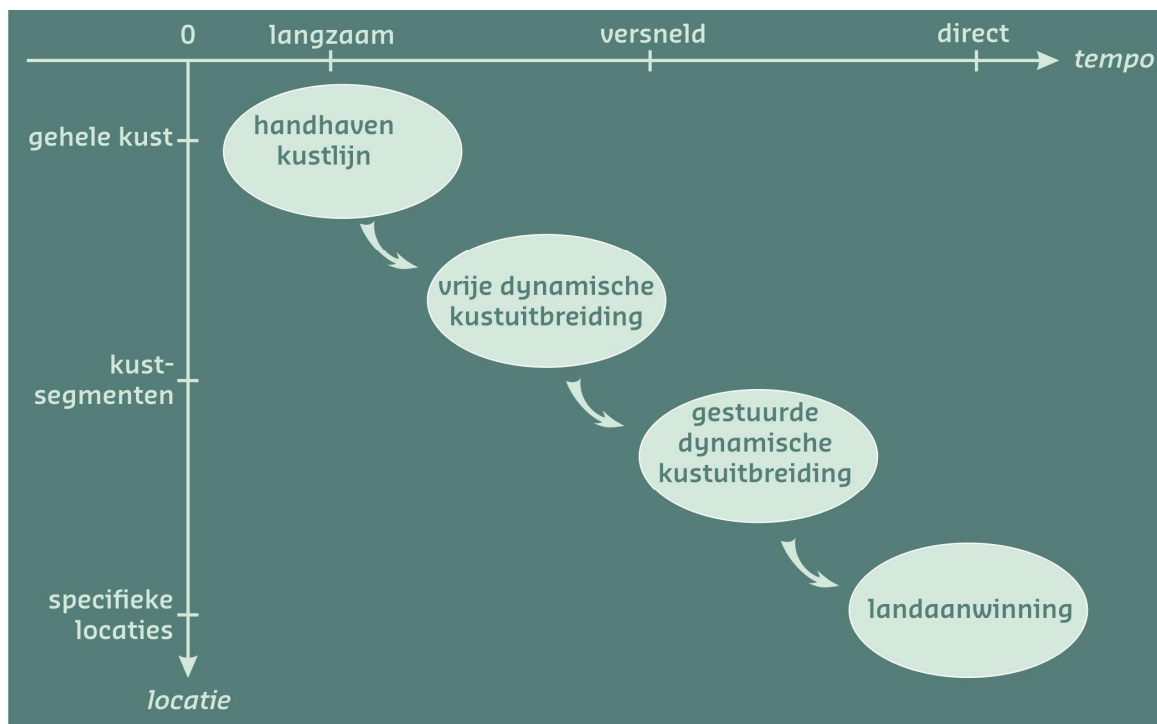 0
langzaam
versneld
direct
tempo
gehele kust
handhaven
kustlijn
vrije dynamische
kustuitbreiding
kust-
segmenten
gestuurde
dynamische
kustuitbreiding
specifieke
locaties
landaanwinning
locatie